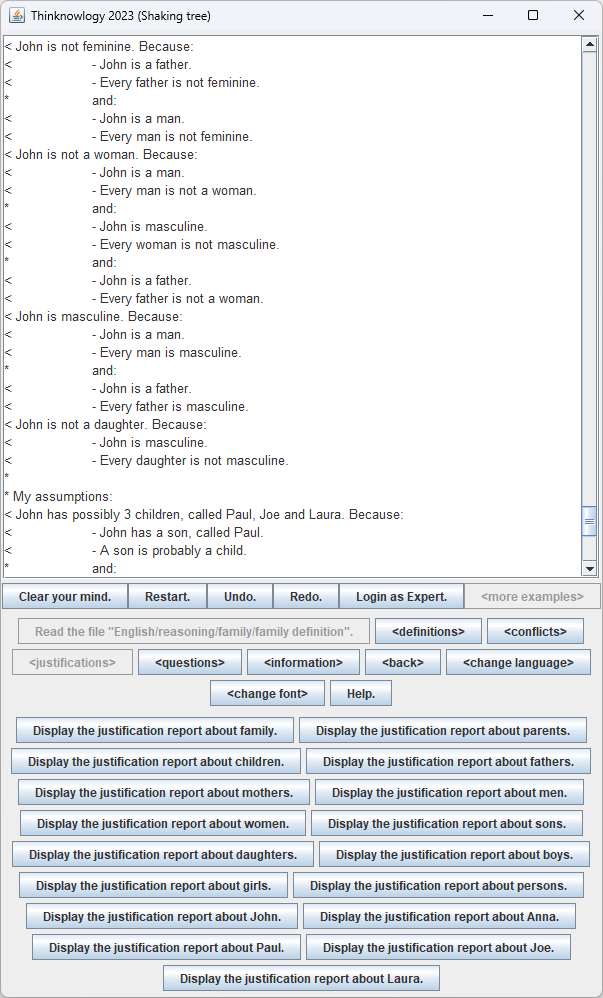 Thinknowlogy 2023 (Shaking tree)
< John is not feminine. Because:
< - John is a father.
< - Every father is not feminine.
* and:
< - John is a man.
< - Every man is not feminine.
< John is not a woman. Because:
< - John is a man.
< - Every man is not a woman.
* and:
< - John is masculine.
< - Every woman is not masculine.
* and:
< - John is a father.
< - Every father is not a woman.
< John is masculine. Because:
< - John is a man.
< - Every man is masculine.
* and:
< - John is a father.
< - Every father is masculine.
< John is not a daughter. Because:
< - John is masculine.
< - Every daughter is not masculine.
*
* My assumptions:
< John has possibly 3 children, called Paul, Joe and Laura. Because:
< - John has a son, called Paul.
< - A son is probably a child.
* and:
Clear your mind. Restart. Undo. Redo. Login as Expert. <more examples>
Read the file "English/reasoning/family/family definition". <definitions> <conflicts>
<justifications> <questions> <information> <back> <change language>
<change font> Help.
Display the justification report about family. Display the justification report about parents.
Display the justification report about children. Display the justification report about fathers.
Display the justification report about mothers. Display the justification report about men.
Display the justification report about women. Display the justification report about sons.
Display the justification report about daughters. Display the justification report about boys.
Display the justification report about girls. Display the justification report about persons.
Display the justification report about John. Display the justification report about Anna.
Display the justification report about Paul. Display the justification report about Joe.
Display the justification report about Laura.